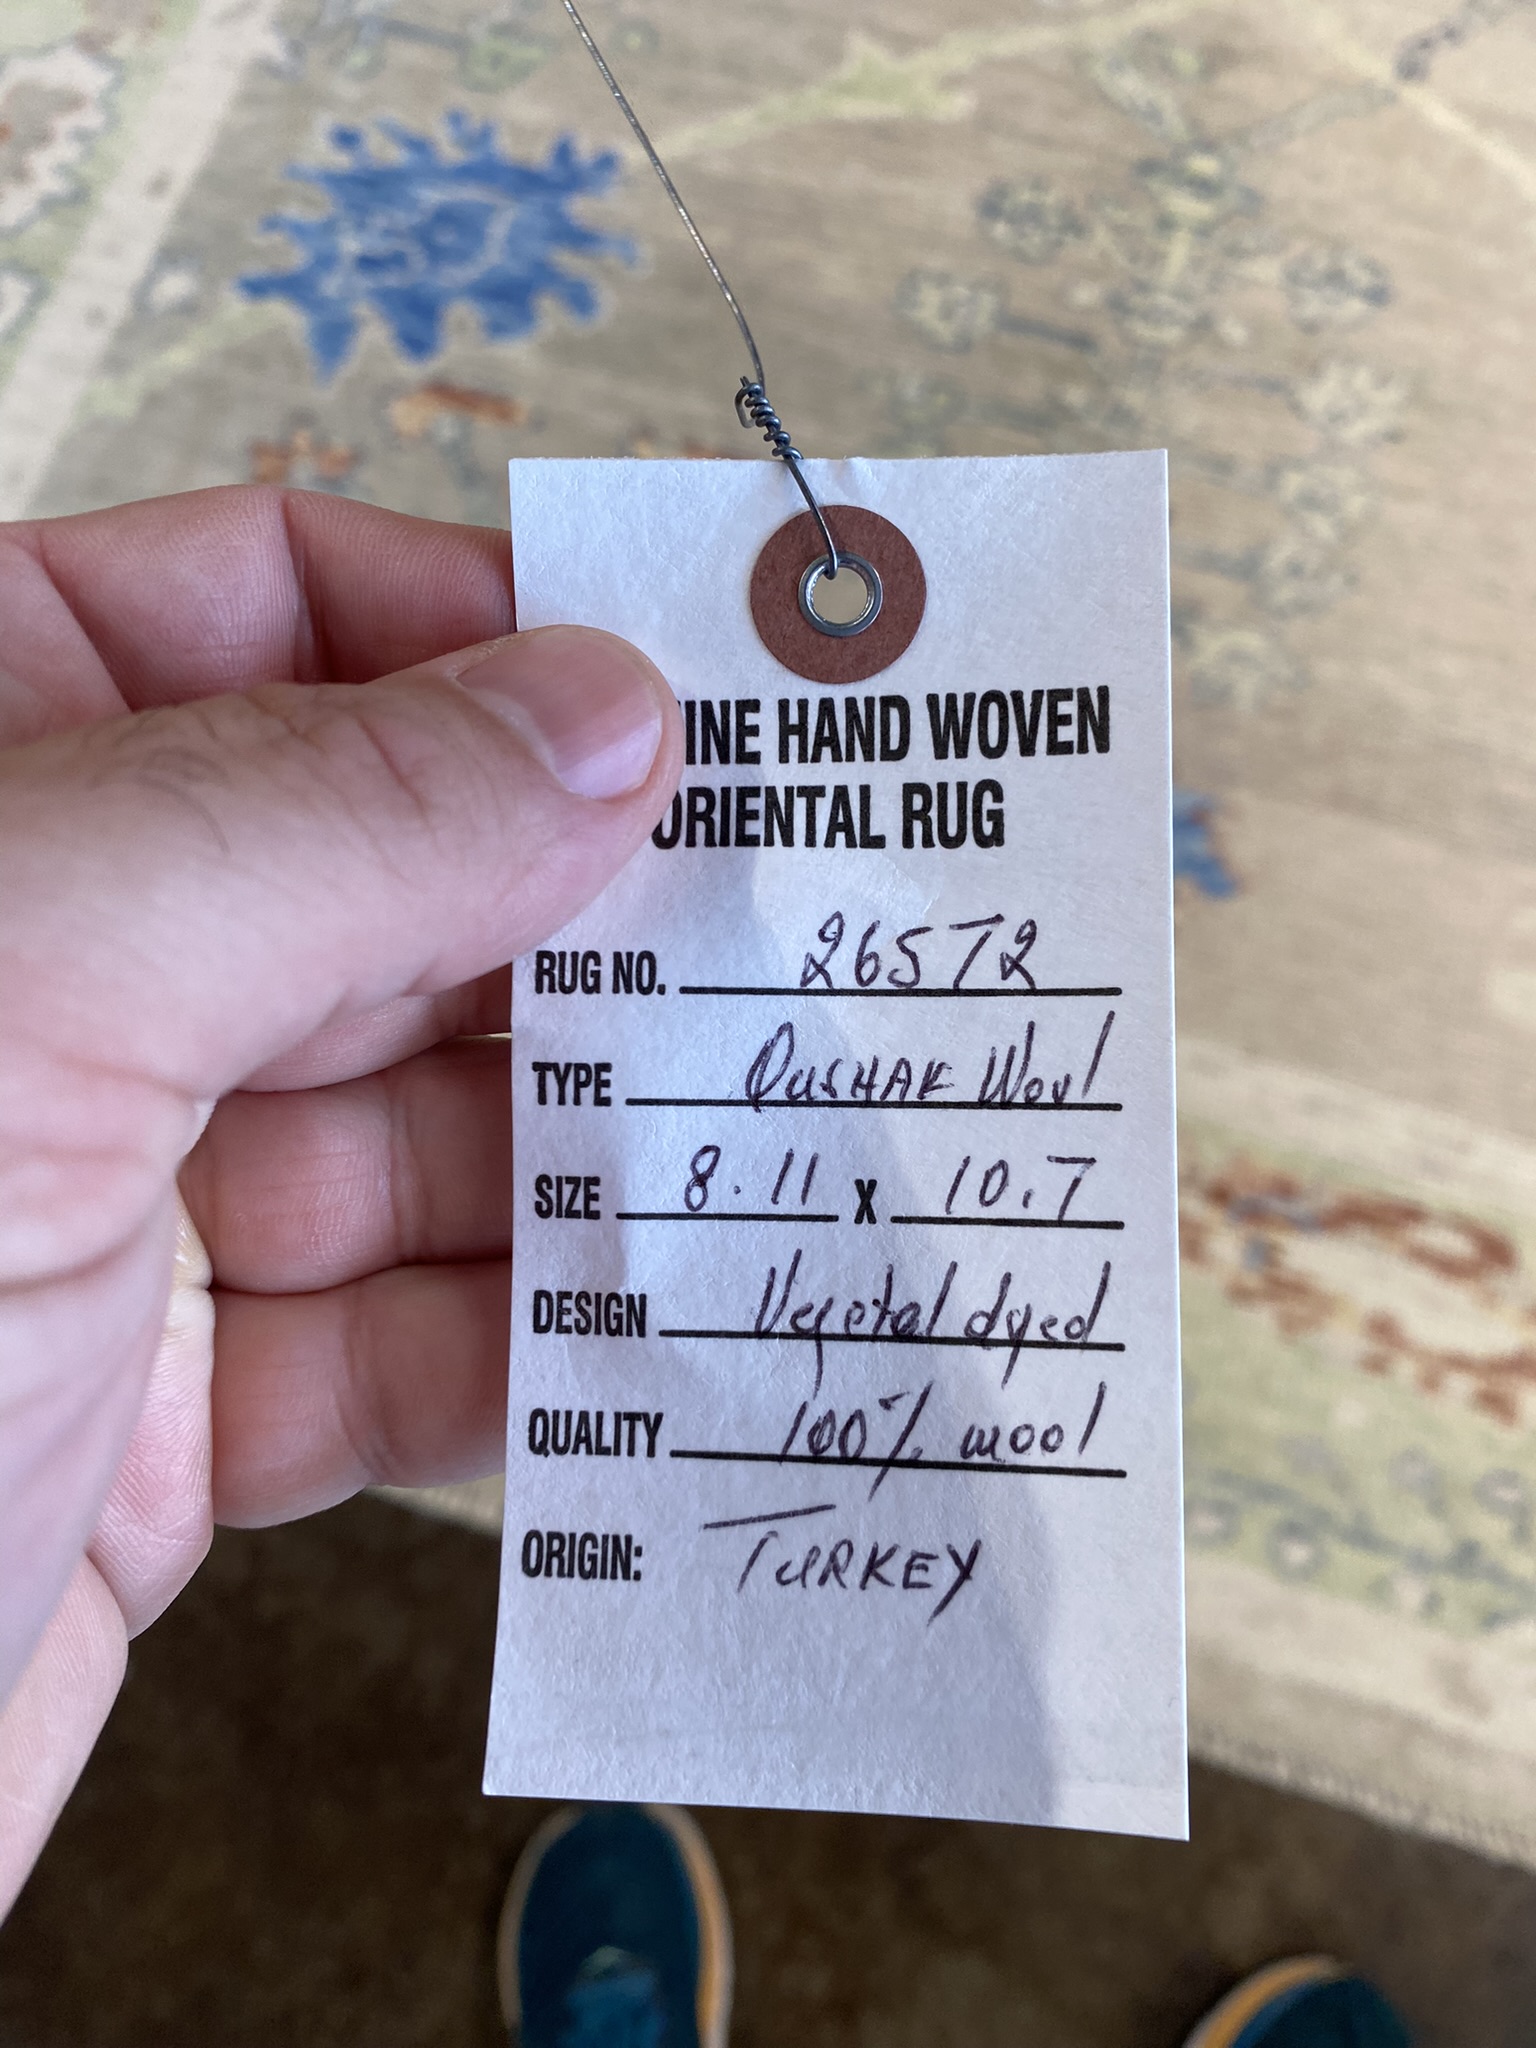 INE HAND WOVEN
ORIENTAL RUG
RUG NO. 26572
TYPE OUSHAK Wool
SIZE 8.11 X 10.7
DESIGN Vegetal dyed
QUALITY 100% wool
ORIGIN: TURKEY